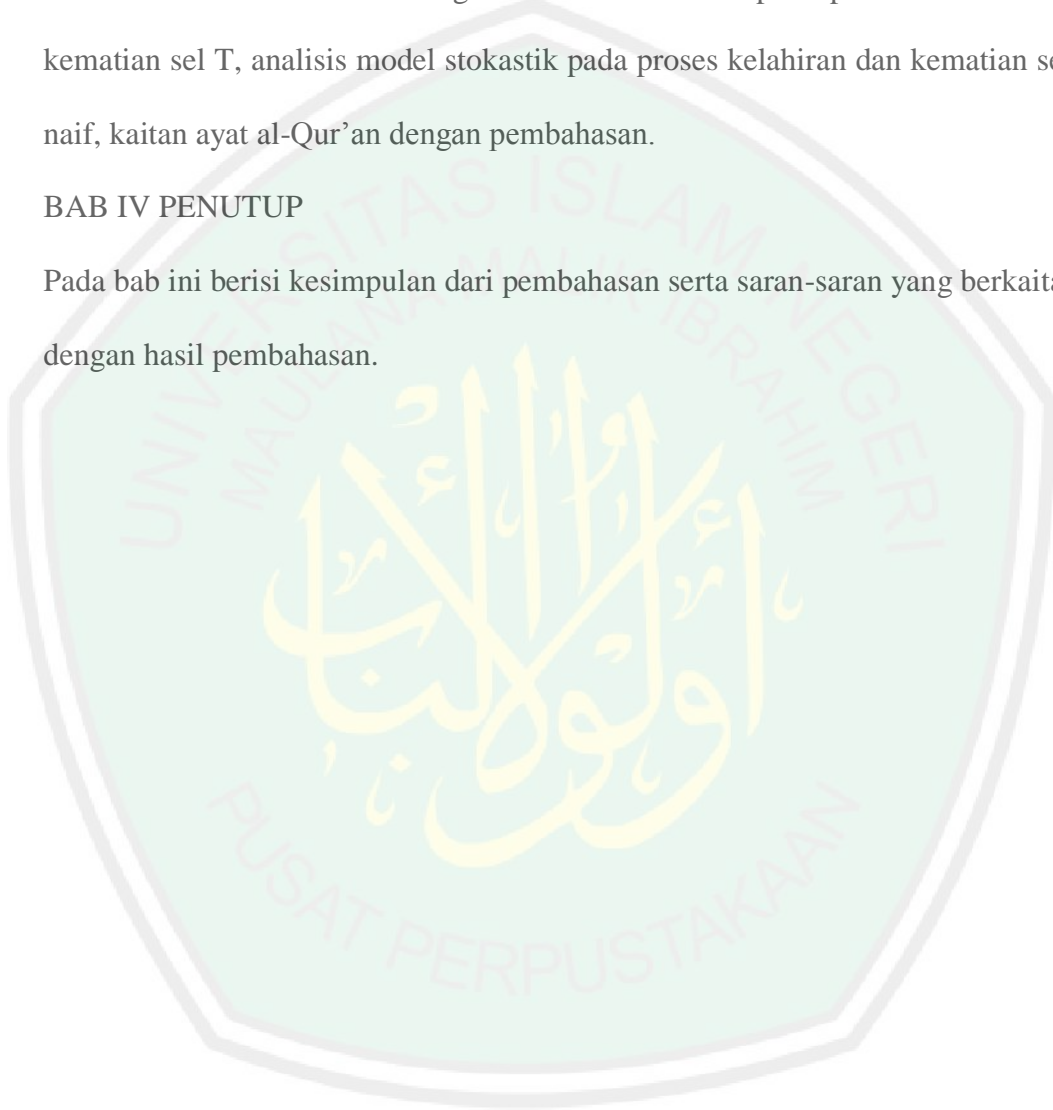 kematian sel T, analisis model stokastik pada proses kelahiran dan kematian
naif, kaitan ayat al-Qur’an dengan pembahasan.
BAB IV PENUTUP
Pada bab ini berisi kesimpulan dari pembahasan serta saran-saran yang
dengan hasil pembahasan.
UNIVERSITAS ISLAM NEGERI
MAULANA MALIK IBRAHIM
PUSAT PERPUSTAKAAN